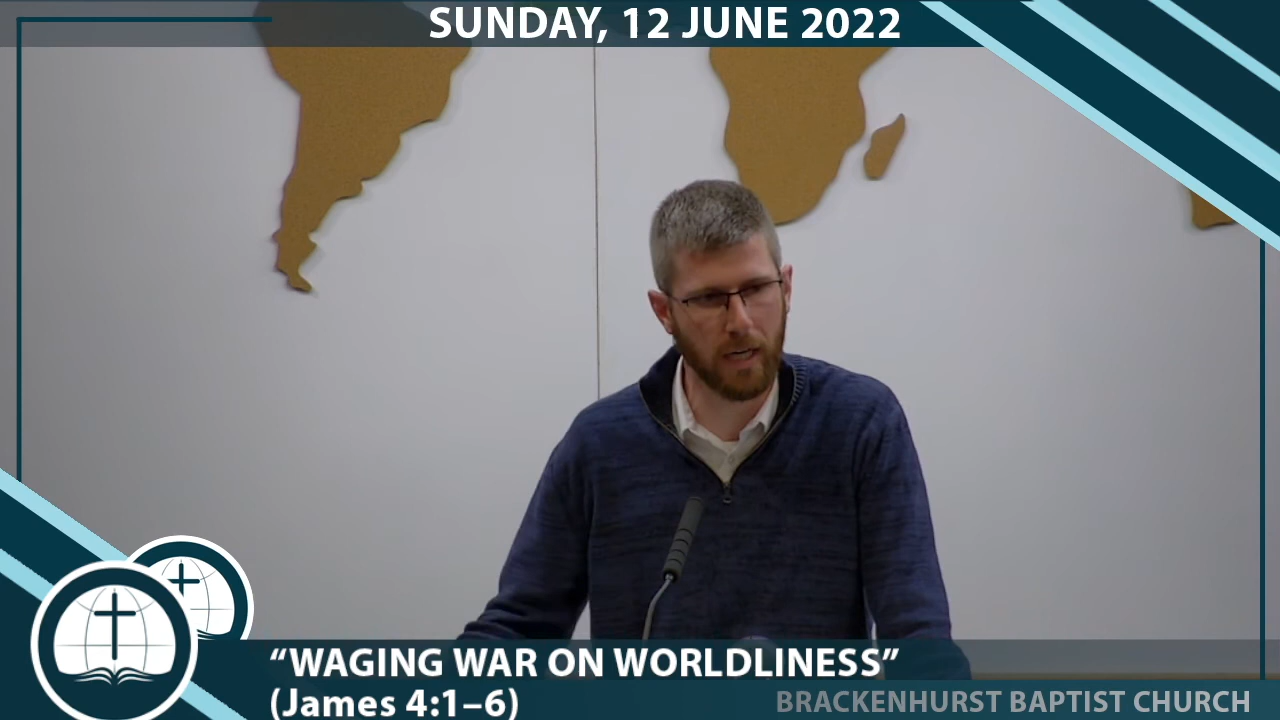 SUNDAY, 12 JUNE 2022
“WAGING WAR ON WORLDLINESS”
(James 4:1–6)
BRACKENHURST BAPTIST CHURCH